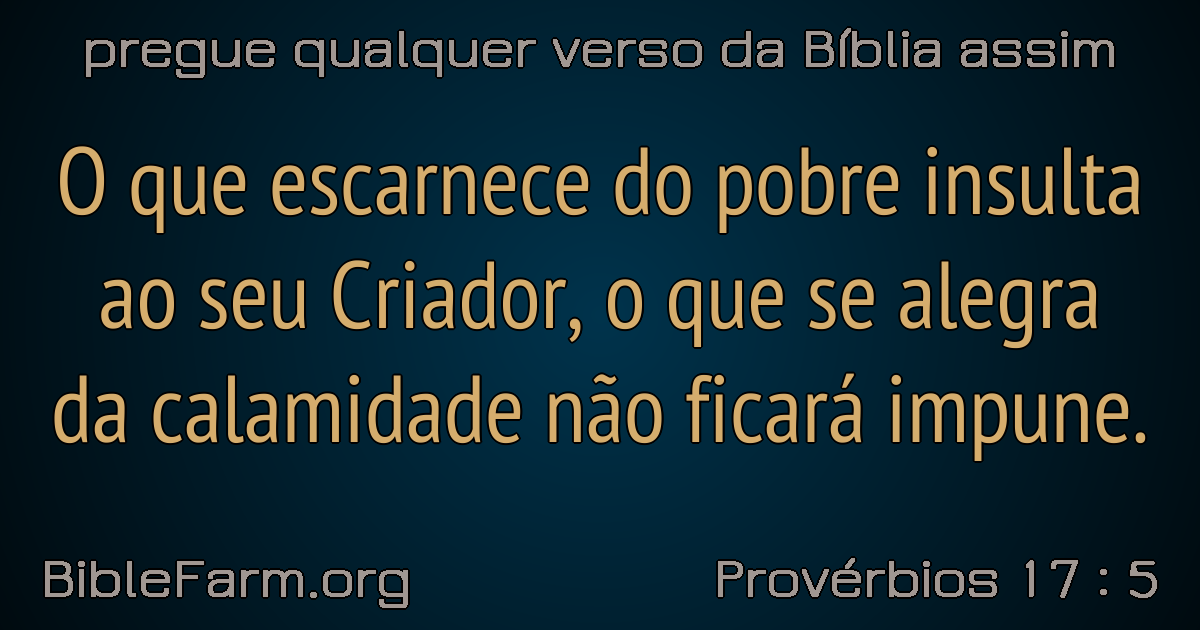 pregue qualquer verso da Bíblia assim
O que escarnece do pobre insulta
ao seu Criador, o que se alegra
da calamidade não ficará impune.
BibleFarm.org
Provérbios 17 : 5